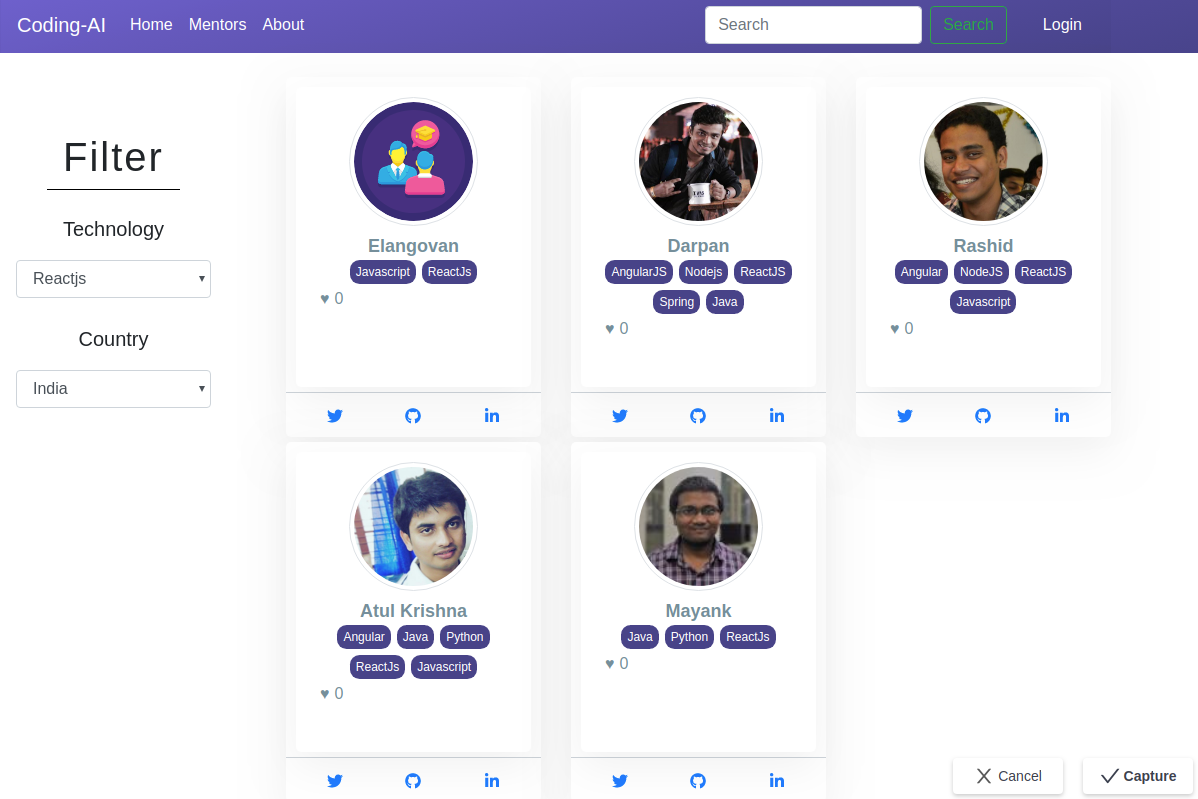 Coding-AI Home Mentors About Search Search Login
Filter
Technology
Reactjs
Country
India
Elangovan
Javascript ReactJs
♥ 0
Darpan
AngularJS Nodejs ReactJS
Spring Java
♥ 0
Rashid
Angular NodeJS ReactJS
Javascript
♥ 0
Atul Krishna
Angular Java Python
ReactJs Javascript
♥ 0
Mayank
Java Python ReactJs
♥ 0
Cancel Capture